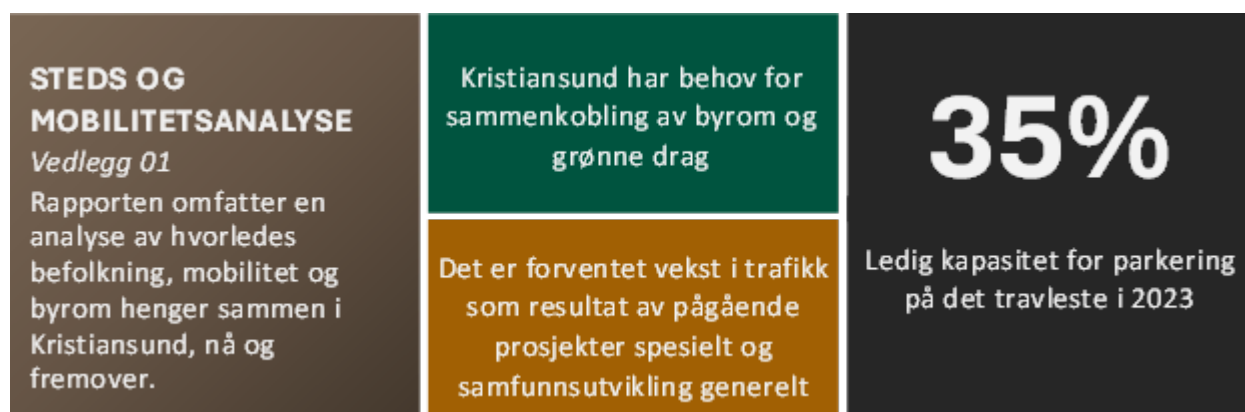 STEDS OG
MOBILITETSANALYSE
Vedlegg 01
Rapporten omfatter en
analyse av hvorledes
befolkning, mobilitet og
byrom henger sammen i
Kristiansund, nå og
fremover.
Kristiansund har behov for
sammenkobling av byrom og
grønne drag
Det er forventet vekst i trafikk
som resultat av pågående
prosjekter spesielt og
samfunnsutvikling generelt
35%
Ledig kapasitet for parkering
på det travleste i 2023